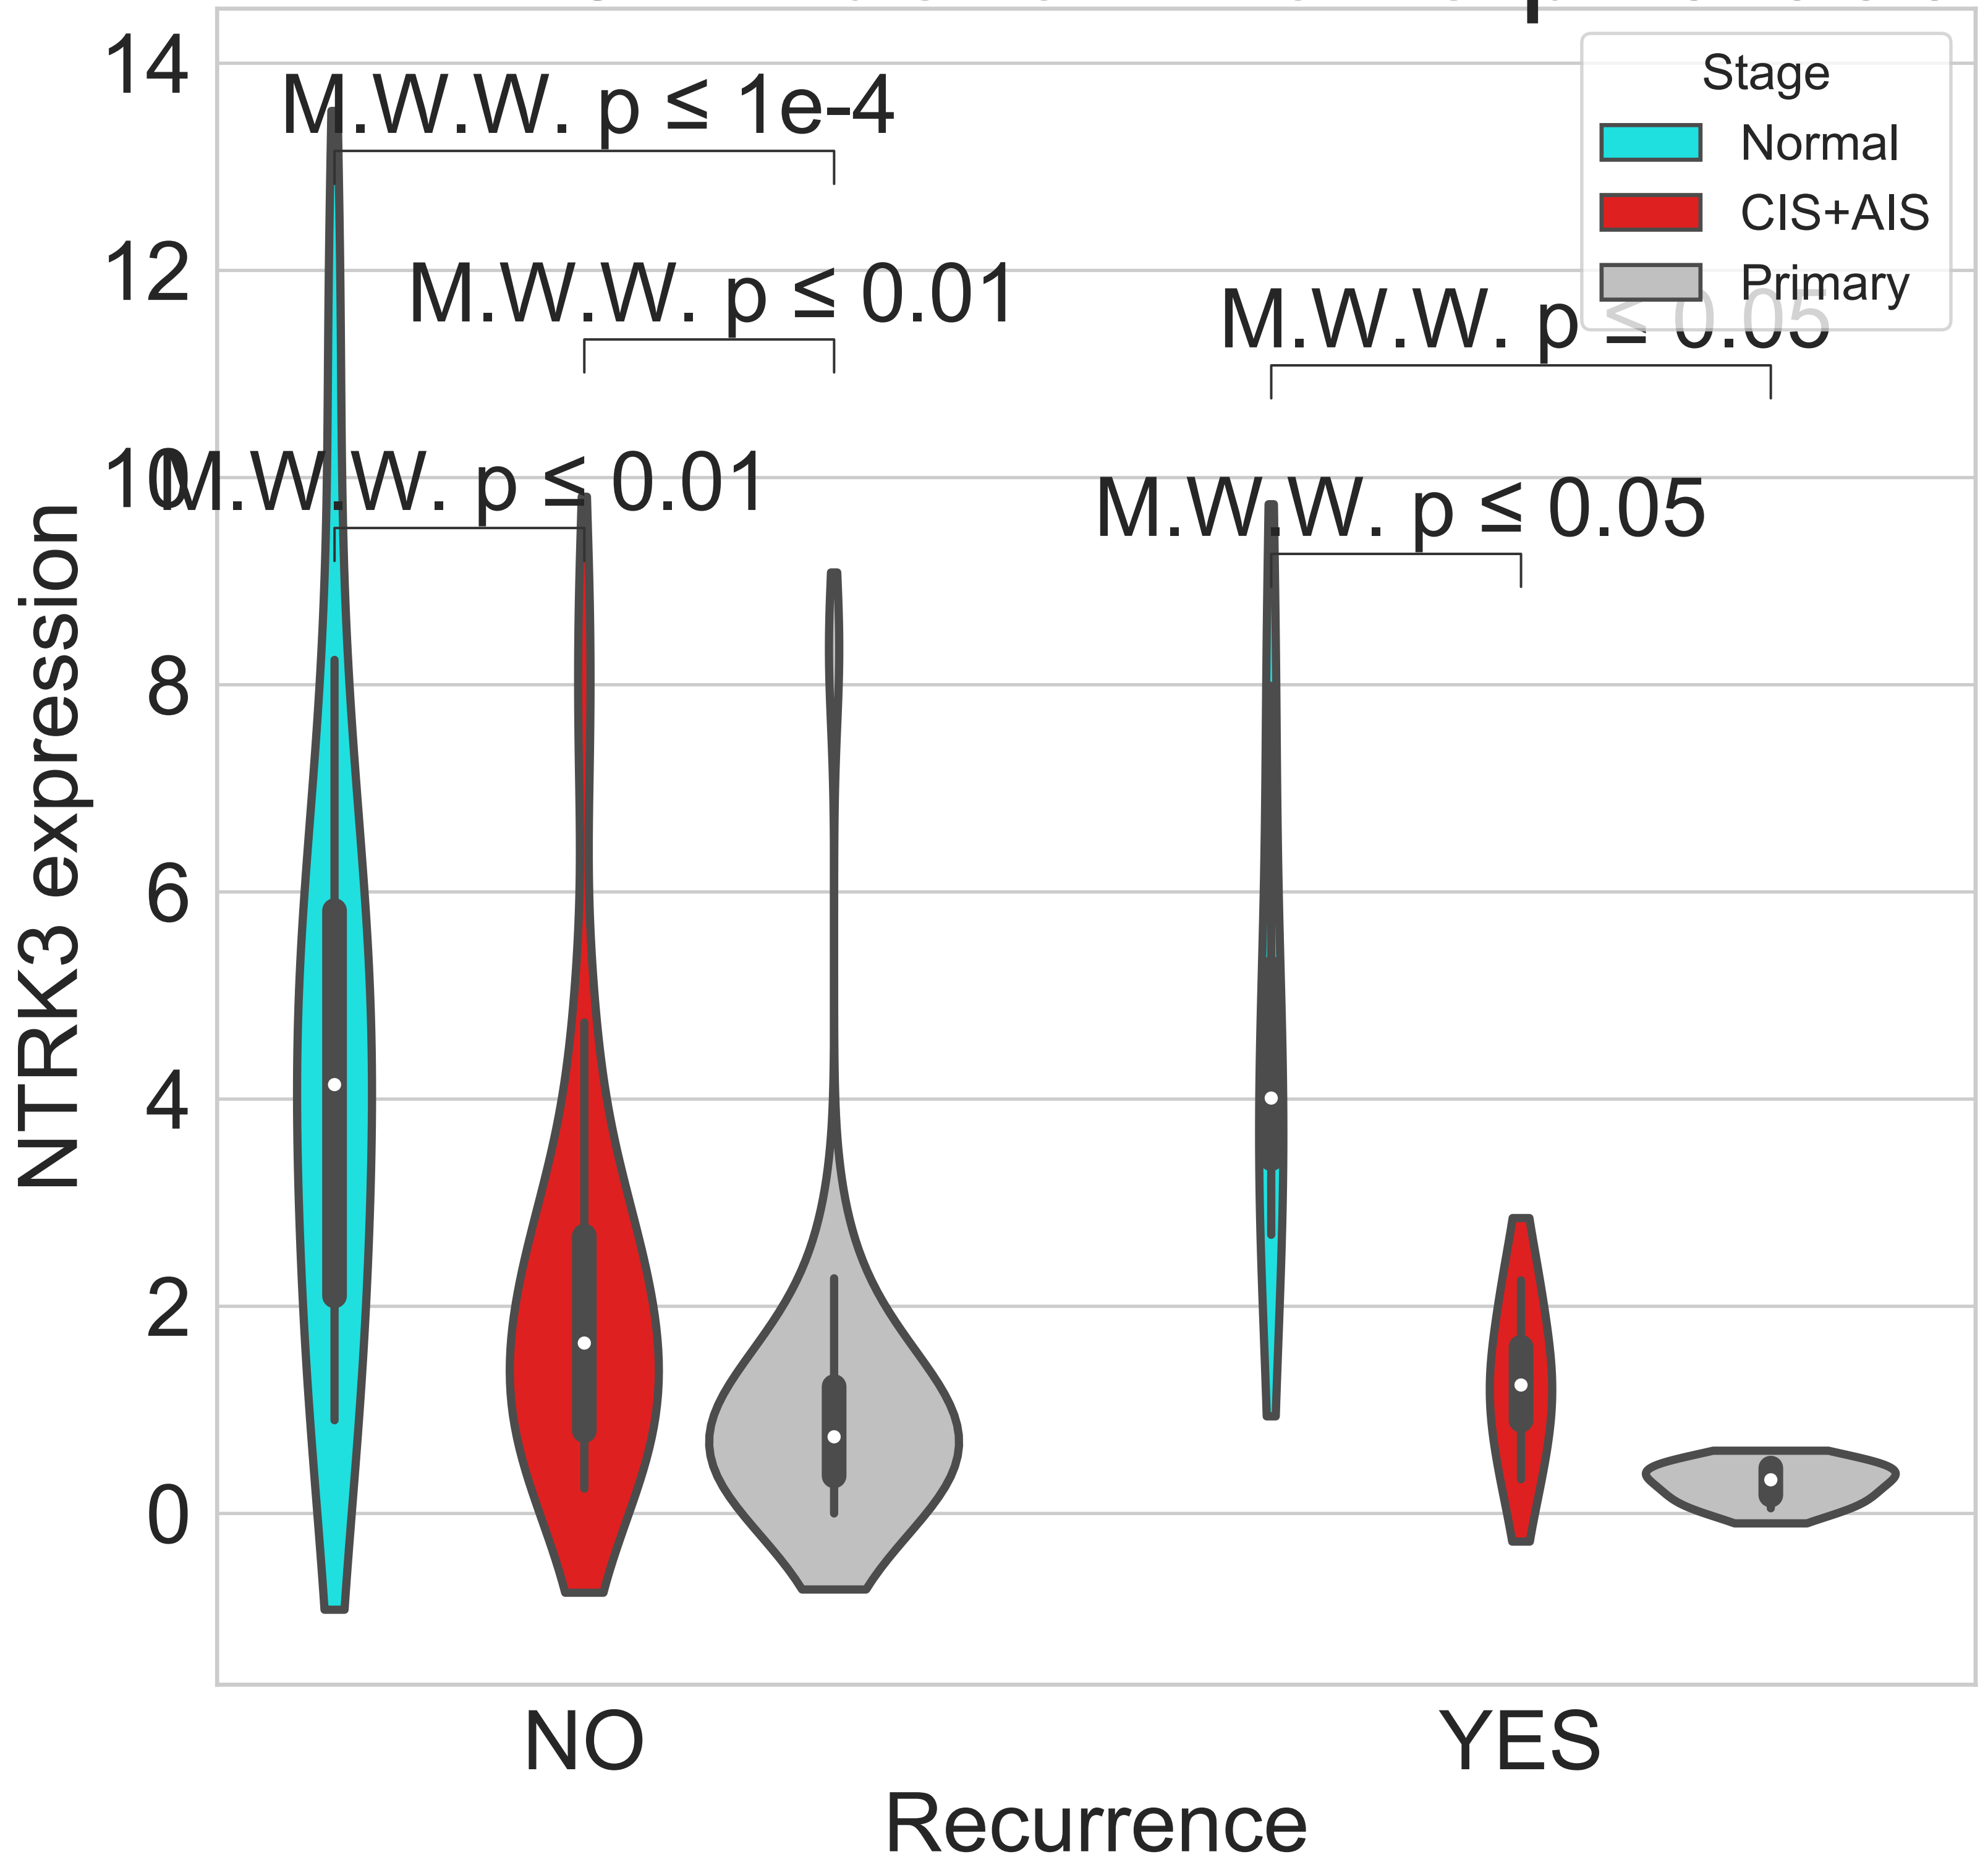 Stage
Normal
CIS+AIS
Primary
M.W.W. p ≤ 1e-4
M.W.W. p ≤ 0.01
M.W.W. p ≤ 0.05
M.W.W. p ≤ 0.01
M.W.W. p ≤ 0.05
14
12
10
8
6
4
2
0
NTRK3 expression
NO
YES
Recurrence